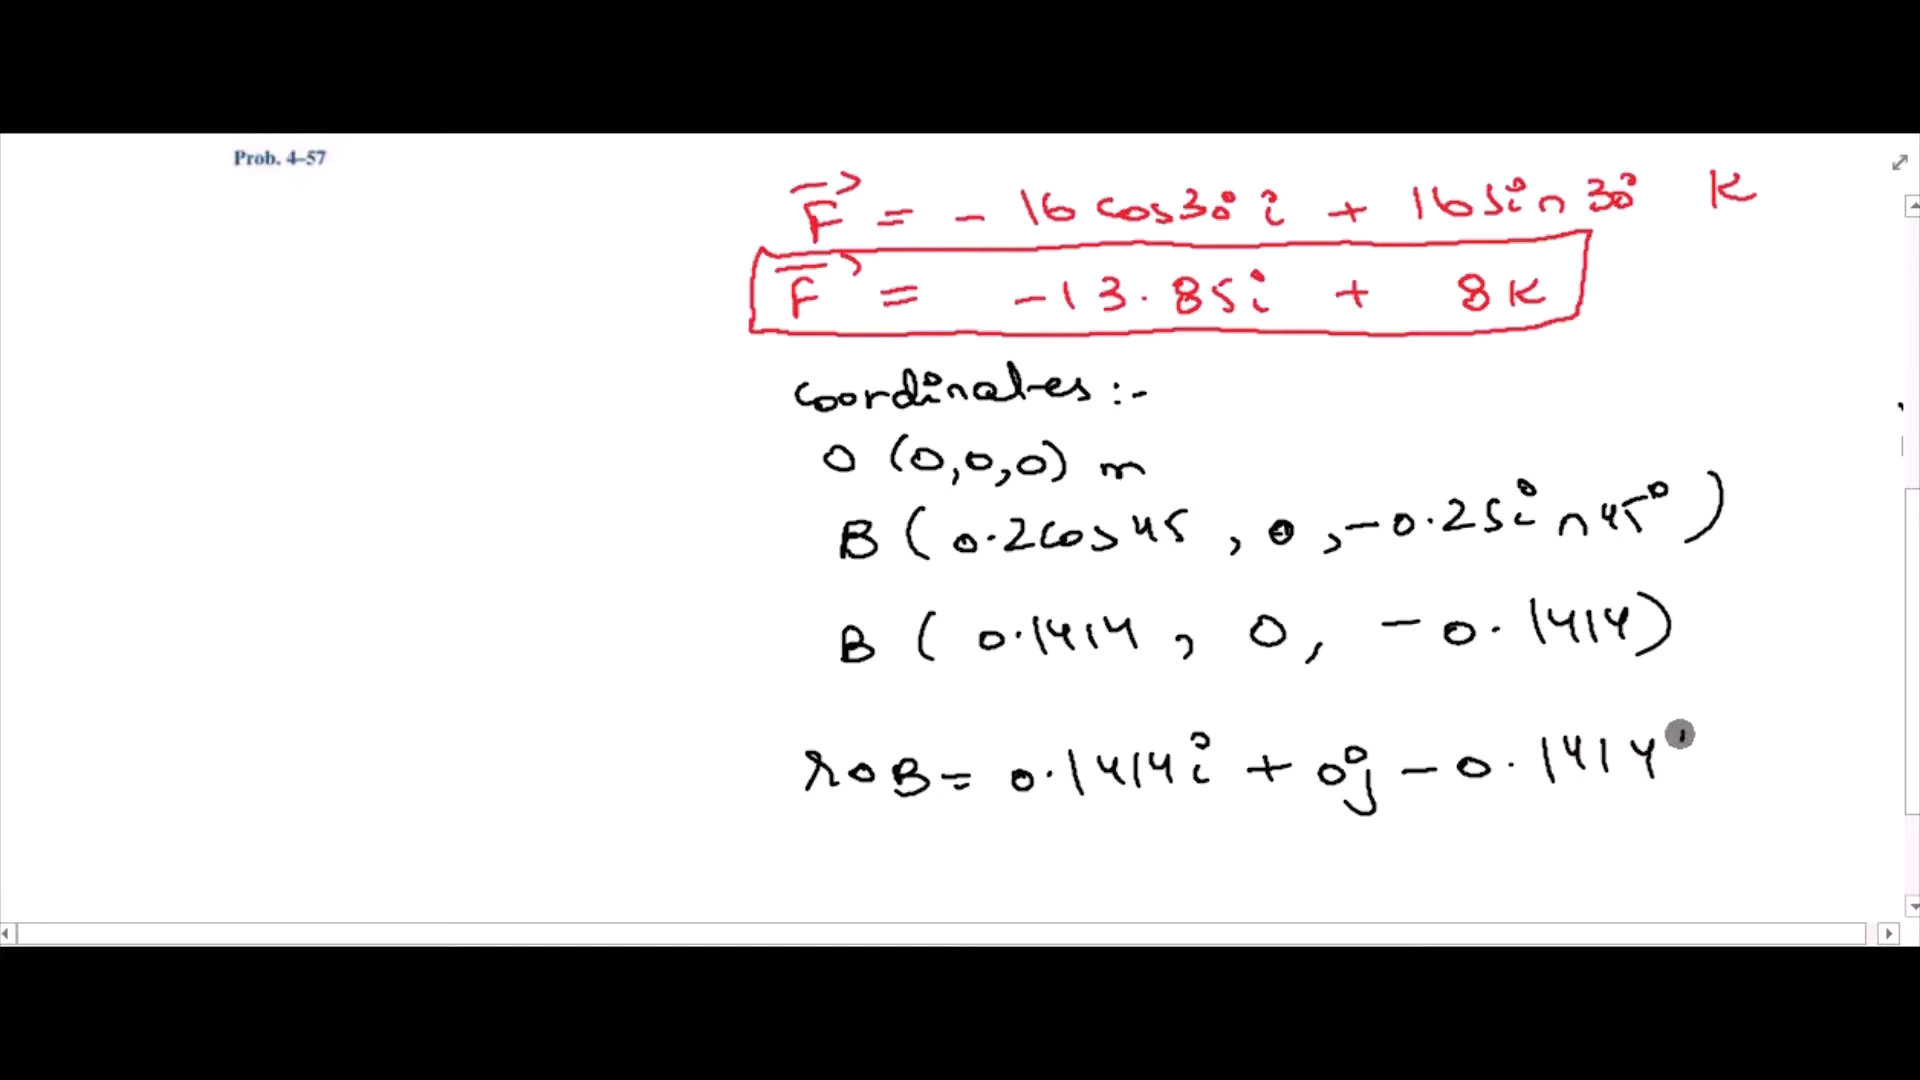 Prob. 4–57
F = - 16 cos30° i + 16 sin 30° K
F = -13.85i + 8K
coordinates :-
O (0,0,0) m
B ( 0.2cos45 , 0 , -0.2sin45° )
B ( 0.1414 , 0 , - 0.1414)
roB = 0.1414i + 0j - 0.1414